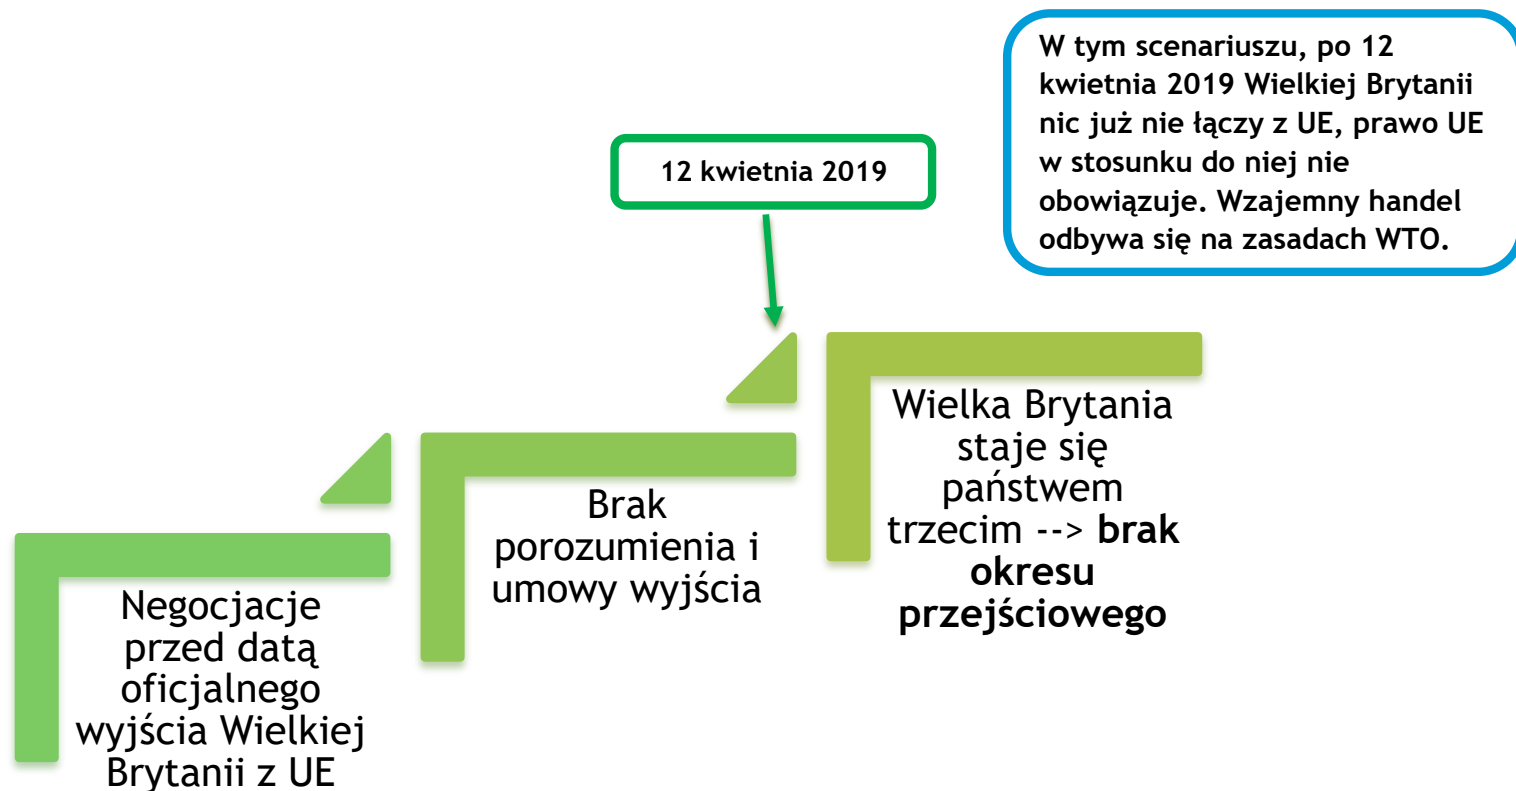 W tym scenariuszu, po 12
kwietnia 2019 Wielkiej Brytanii
nic już nie łączy z UE, prawo UE
w stosunku do niej nie
obowiązuje. Wzajemny handel
odbywa się na zasadach WTO.
12 kwietnia 2019
Negocjacje
przed datą
oficjalnego
wyjścia Wielkiej
Brytanii z UE
Brak
porozumienia i
umowy wyjścia
Wielka Brytania
staje się
państwem
trzecim --> brak
okresu
przejściowego